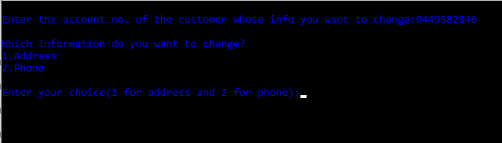 Enter the account no. of the customer whose info you want to change:9449582840
Which information do you want to change?
1.Address
2.Phone
Enter your choice(1 for address and 2 for phone):